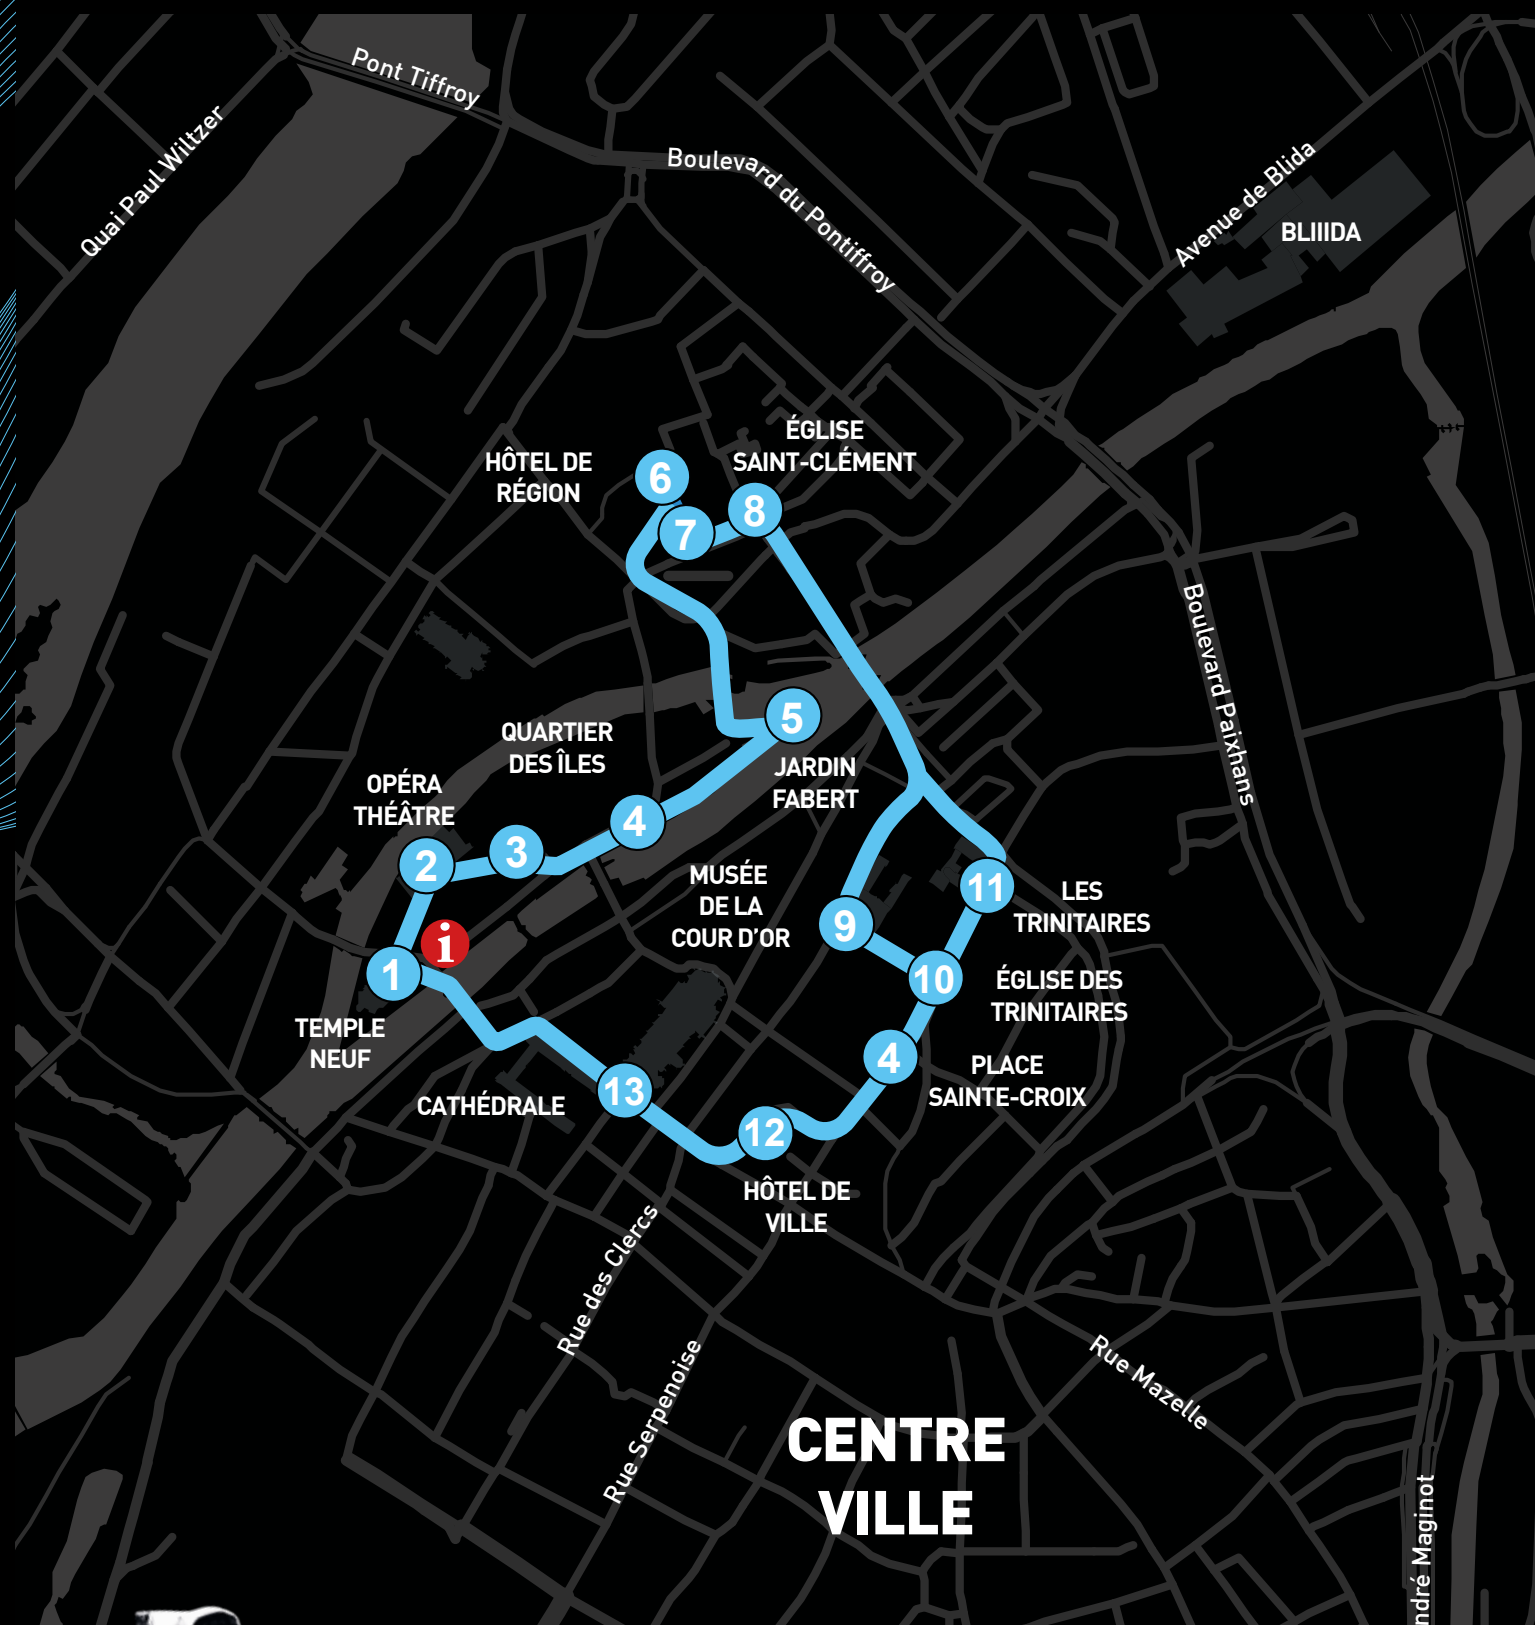 Pont Tiffroy
Quai Paul Wiltzer
Boulevard du Pontiffroy
Avenue de Blida
BLIIIDA
ÉGLISE
SAINT-CLÉMENT
HÔTEL DE
RÉGION
6
8
7
Boulevard Paixhans
5
QUARTIER
DES ÎLES
JARDIN
FABERT
OPÉRA
THÉÂTRE
4
3
2
MUSÉE
DE LA
COUR D'OR
11
LES
TRINITAIRES
9
i
1
10
ÉGLISE DES
TRINITAIRES
TEMPLE
NEUF
4
PLACE
SAINTE-CROIX
CATHÉDRALE
13
12
HÔTEL DE
VILLE
Rue des Clercs
Rue Serpenoise
Rue Mazelle
CENTRE
VILLE
ndré Maginot